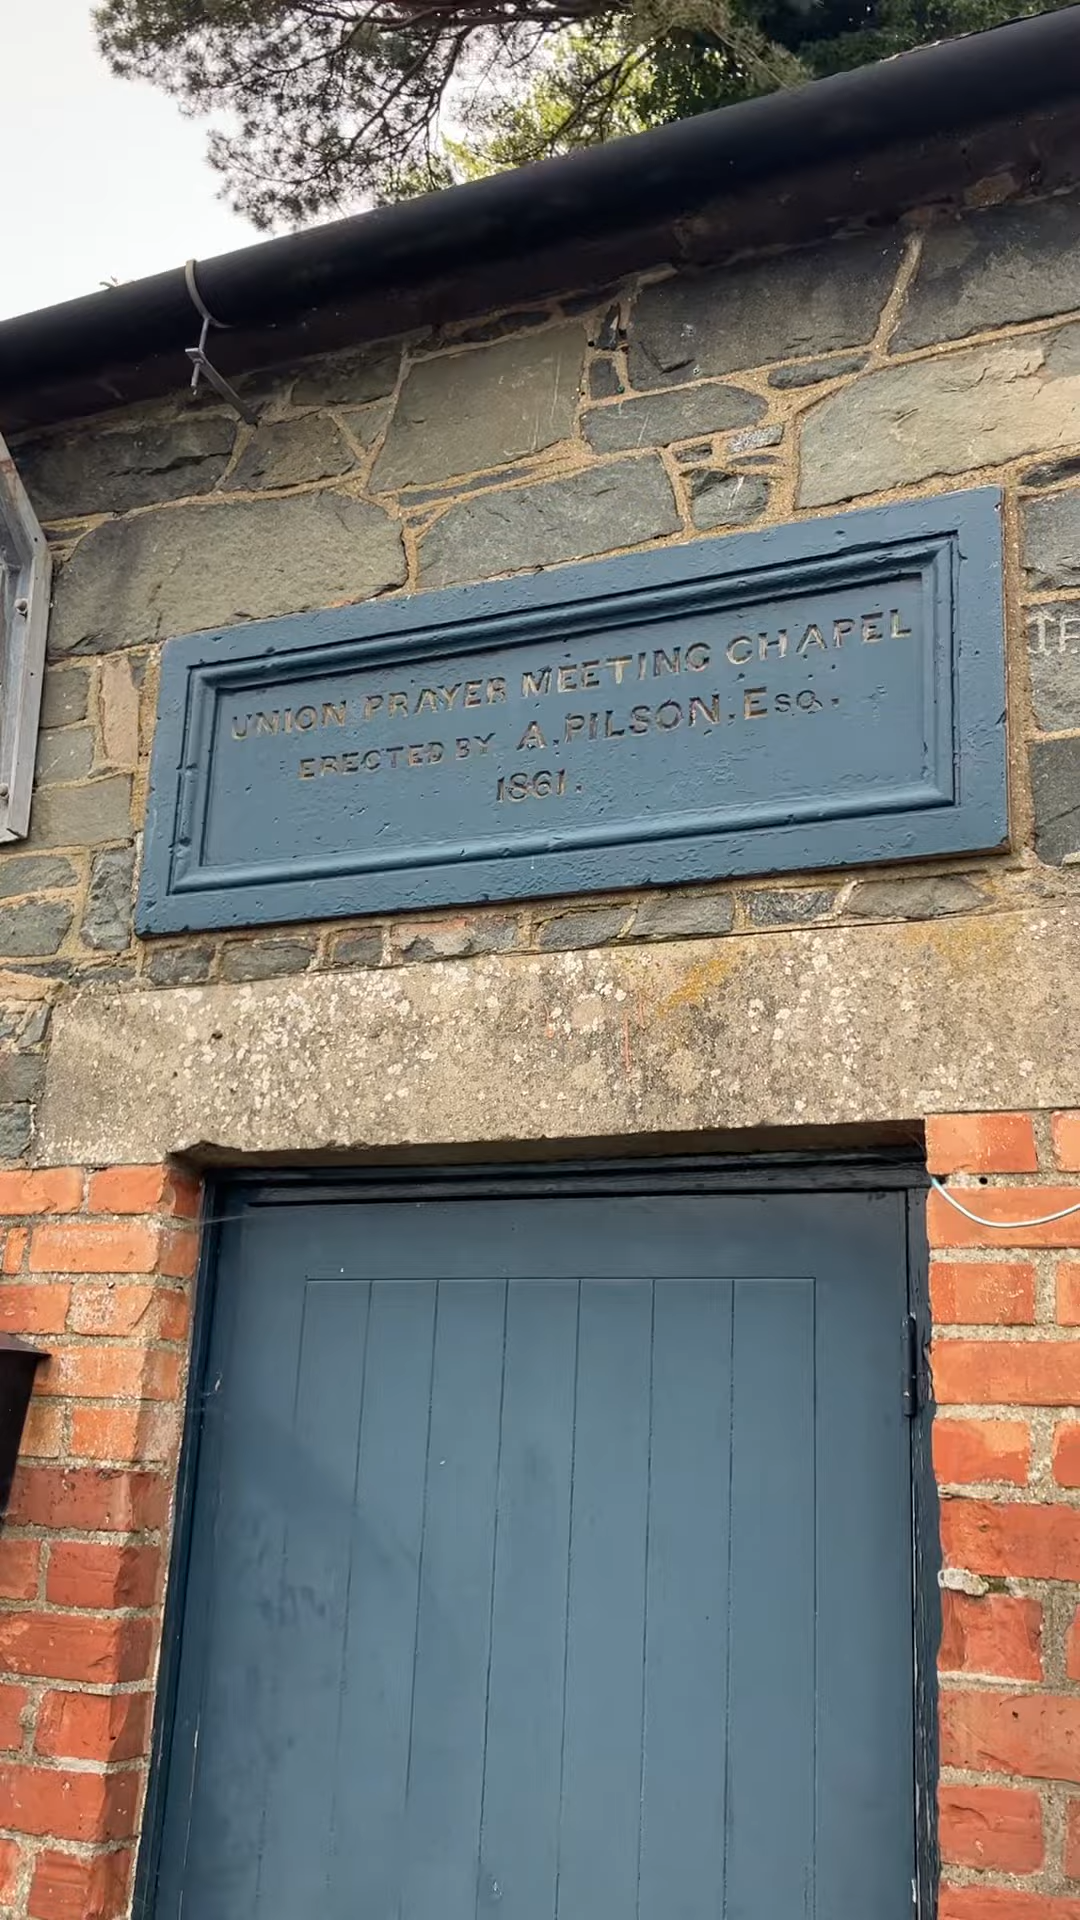 UNION PRAYER MEETING CHAPEL
ERECTED BY A. PILSON. ESQ.
1861.